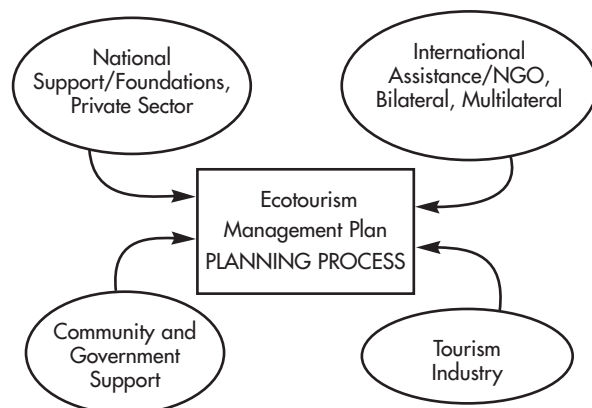 National
Support/Foundations,
Private Sector
International
Assistance/NGO,
Bilateral, Multilateral
Ecotourism
Management Plan
PLANNING PROCESS
Community and
Government
Support
Tourism
Industry